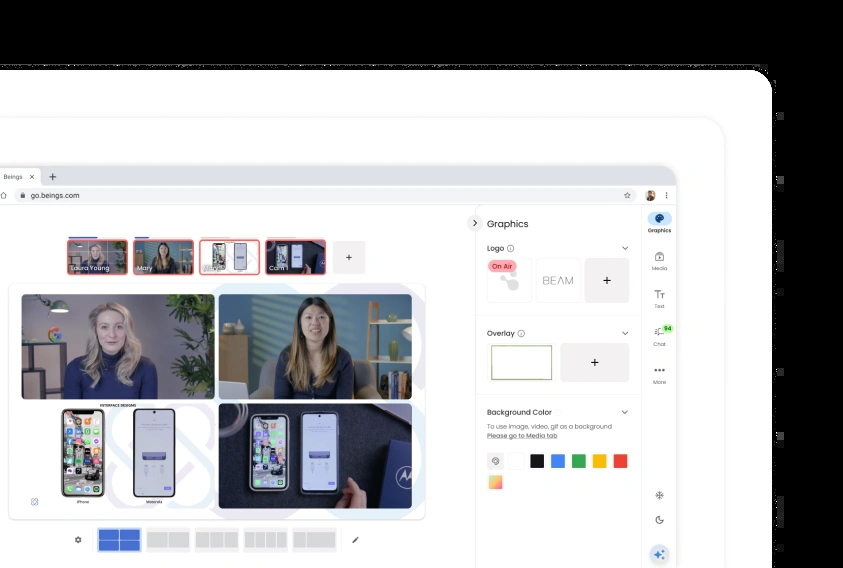 Beings
go.beings.com
Graphics
Laura Young
Mary
Cam 1
Logo
On Air
BEAM
Overlay
Background Color
To use image, video, gif as a background
Please go to Media tab
INTERFACE DESIGNS
iPhone
Motorola
Graphics
Media
Text
94
Chat
More